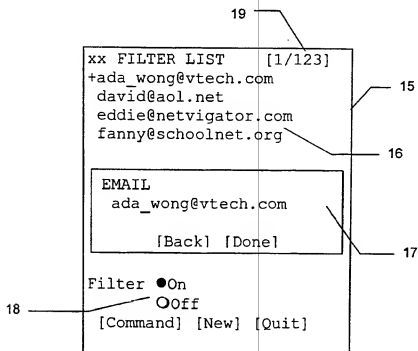 19
xx FILTER LIST [1/123]
+ada_wong@vtech.com
15
david@aol.net
eddie@netvigator.com
fanny@schoolnet.org
16
EMAIL
ada_wong@vtech.com
[Back] [Done]
17
Filter ●On
○Off
18
[Command] [New] [Quit]